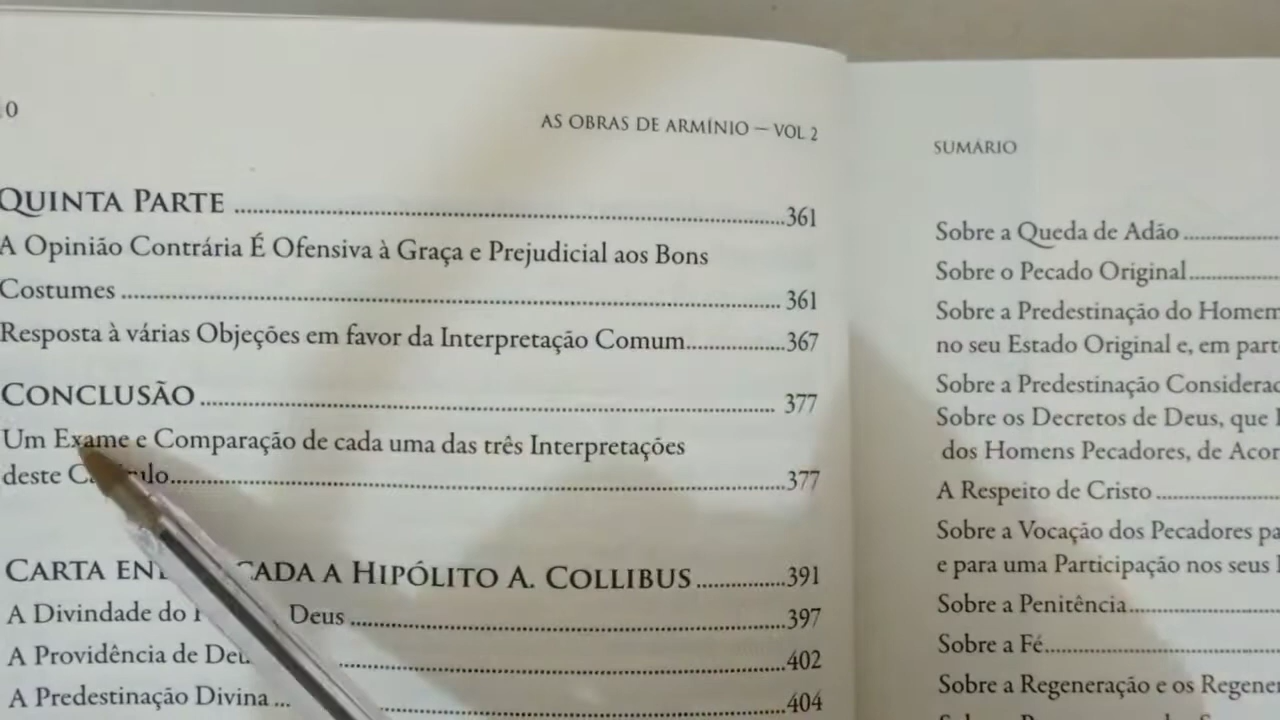 0
AS OBRAS DE ARMÍNIO — VOL 2
QUINTA PARTE ..... 361
A Opinião Contrária É Ofensiva à Graça e Prejudicial aos Bons
Costumes ..... 361
Resposta à várias Objeções em favor da Interpretação Comum ..... 367
CONCLUSÃO ..... 377
Um Exame e Comparação de cada uma das três Interpretações
deste ..... 377
CARTA A HIPÓLITO A. COLLIBUS ..... 391
A Divindade do Deus ..... 397
A Providência de ..... 402
A Predestinação Divina ..... 404
SUMÁRIO
Sobre a Queda de Adão .....
Sobre o Pecado Original .....
Sobre a Predestinação do Homem
no seu Estado Original e, em
Sobre a Predestinação
Sobre os Decretos de Deus, que
dos Homens Pecadores, de
A Respeito de Cristo .....
Sobre a Vocação dos Pecadores
e para uma Participação nos seus
Sobre a Penitência .....
Sobre a Fé .....
Sobre a Regeneração e os